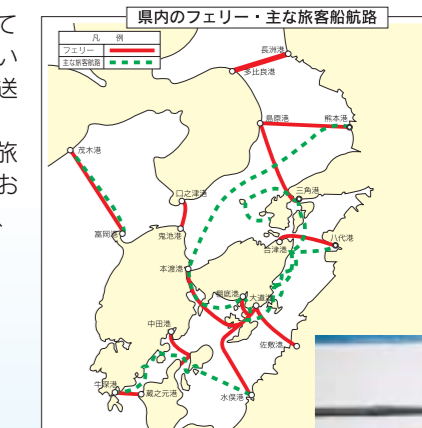 て
い
送
旅
お
、
県内のフェリー・主な旅客船航路
凡 例
フェリー
主な旅客航路
長洲港
多比良港
島原港
熊本港
茂木港
三角港
口之津港
富岡港
鬼池港
八代港
合津港
本渡港
棚底港
大道港
中田港
佐敷港
牛深港
蔵之元港
水俣港